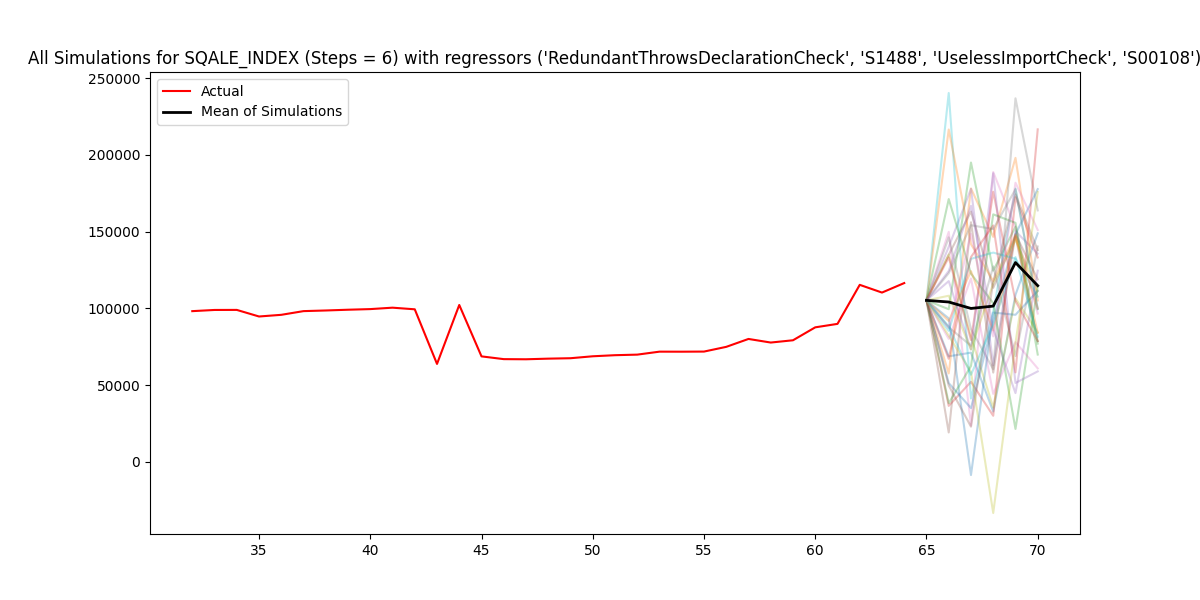 All Simulations for SQALE_INDEX (Steps = 6) with regressors ('RedundantThrowsDeclarationCheck', 'S1488', 'UselessImportCheck', 'S00108')
250000
200000
150000
100000
50000
0
Actual
Mean of Simulations
35 40 45 50 55 60 65 70